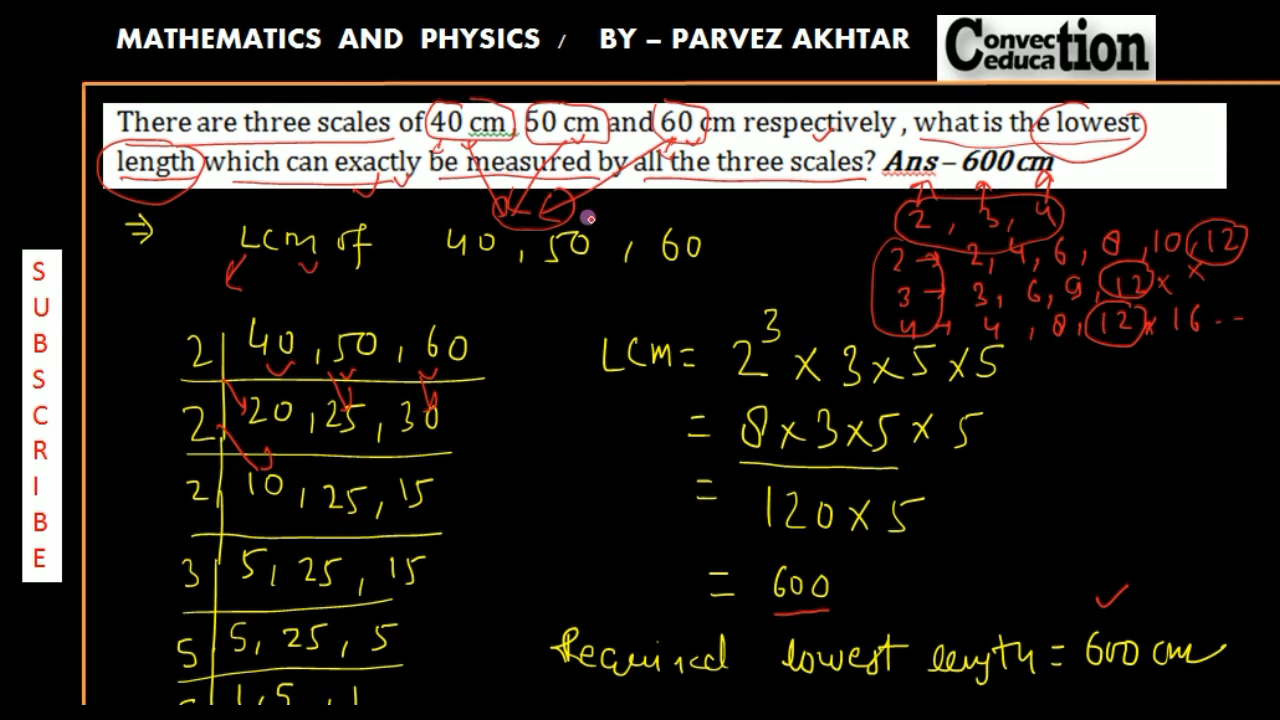 MATHEMATICS AND PHYSICS / BY – PARVEZ AKHTAR
Convection
education
There are three scales of 40 cm, 50 cm and 60 cm respectively , what is the lowest
length which can exactly be measured by all the three scales? Ans – 600 cm
⇒ LCM of 40 , 50 , 60
2, 3, 4
2 → 2, 4, 6, 8, 10, 12
3 → 3, 6, 9, 12 × ×
4 → 4, 8, 12 × 16 --
SUBSCRIBE
2 | 40 , 50 , 60
2 | 20 , 25 , 30
2 | 10 , 25 , 15
3 | 5, 25 , 15
5 | 5, 25 , 5
1, 5, 1
LCM = 2³ × 3 × 5 × 5
= 8 × 3 × 5 × 5
= 120 × 5
= 600
Required lowest length = 600 cm